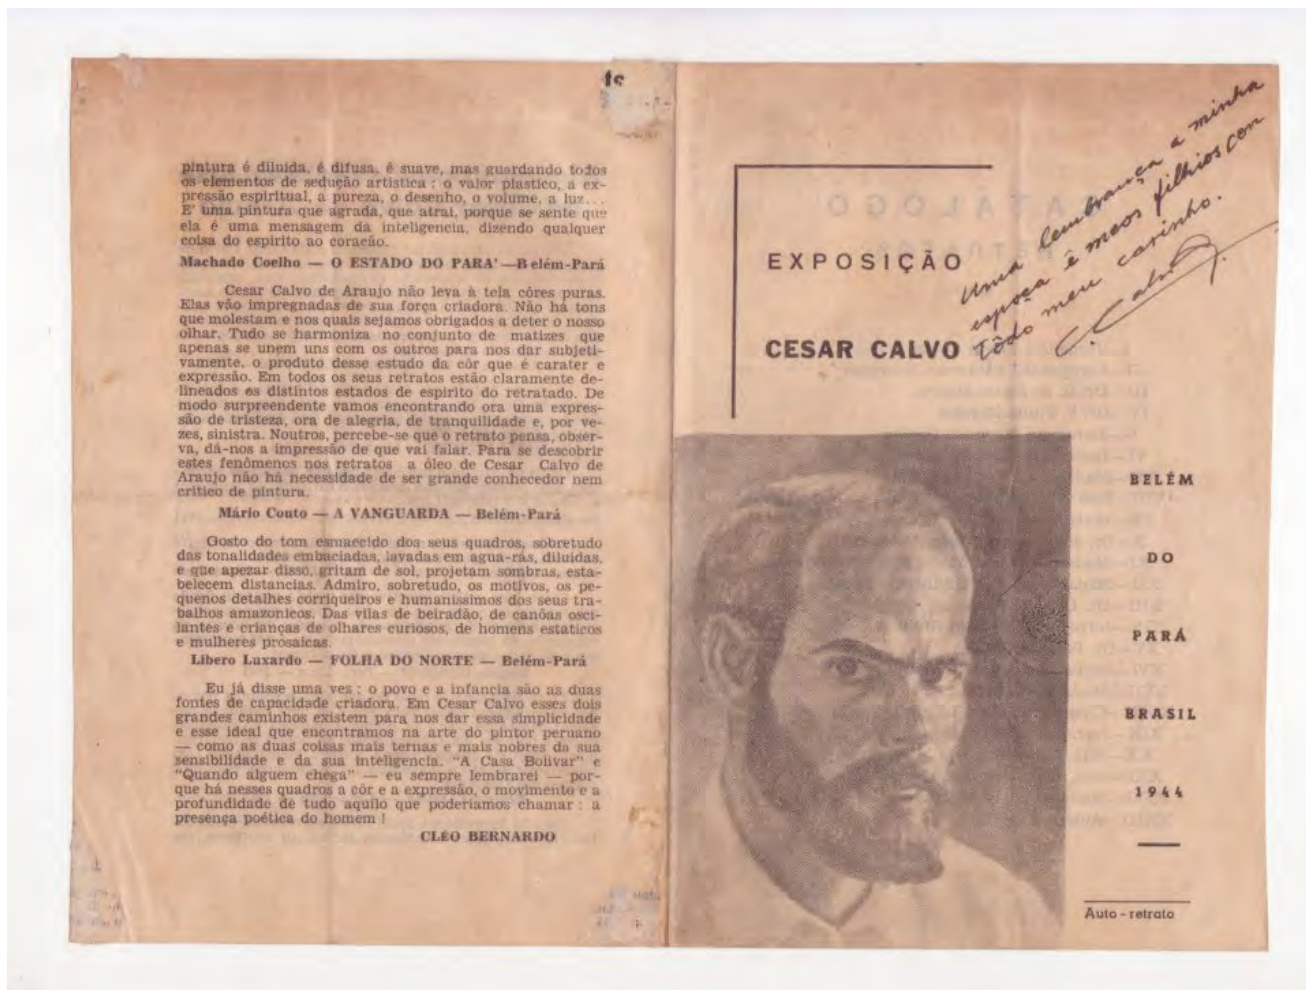 pintura é diluida, é difusa, é suave, mas guardando todos
os elementos de sedução artistica : o valor plastico, a ex-
pressão espiritual, a pureza, o desenho, o volume, a luz...
E' uma pintura que agrada, que atrai, porque se sente que
ela é uma mensagem da inteligencia, dizendo qualquer
coisa do espirito ao coração.
Machado Coelho — O ESTADO DO PARA' —Belém-Pará
Cesar Calvo de Araujo não leva à tela côres puras.
Elas vão impregnadas de sua força criadora. Não há tons
que molestam e nos quais sejamos obrigados a deter o nosso
olhar. Tudo se harmoniza no conjunto de matizes que
apenas se unem uns com os outros para nos dar subjeti-
vamente, o produto desse estudo da côr que é carater e
expressão. Em todos os seus retratos estão claramente de-
lineados os distintos estados de espirito do retratado. De
modo surpreendente vamos encontrando ora uma expres-
são de tristeza, ora de alegria, de tranquilidade e, por ve-
zes, sinistra. Noutros, percebe-se que o retrato pensa, obser-
va, dá-nos a impressão de que vai falar. Para se descobrir
estes fenômenos nos retratos a óleo de Cesar Calvo de
Araujo não há necessidade de ser grande conhecedor nem
critico de pintura.
Mário Couto — A VANGUARDA — Belém-Pará
Gosto do tom esmaecido dos seus quadros, sobretudo
das tonalidades embaciadas, lavadas em agua-rás, diluidas,
e que apezar disso, gritam de sol, projetam sombras, esta-
belecem distancias. Admiro, sobretudo, os motivos, os pe-
quenos detalhes corriqueiros e humanissimos dos seus tra-
balhos amazonicos. Das vilas de beiradão, de canôas osci-
lantes e crianças de olhares curiosos, de homens estaticos
e mulheres prosaicas.
Libero Luxardo — FOLHA DO NORTE — Belém-Pará
Eu já disse uma vez : o povo e a infancia são as duas
fontes de capacidade criadora. Em Cesar Calvo esses dois
grandes caminhos existem para nos dar essa simplicidade
e esse ideal que encontramos na arte do pintor peruano
— como as duas coisas mais ternas e mais nobres da sua
sensibilidade e da sua inteligencia. "A Casa Bolivar" e
"Quando alguem chega" — eu sempre lembrarei — por-
que há nesses quadros a côr e a expressão, o movimento e a
profundidade de tudo aquilo que poderiamos chamar : a
presença poética do homem !
CLÉO BERNARDO
Uma lembrança a minha
espoça ê meos filhios con
Tôdo meu carinho.
C. Calvo
EXPOSIÇÃO
CESAR CALVO
BELÉM
DO
PARÁ
BRASIL
1944
Auto - retrato